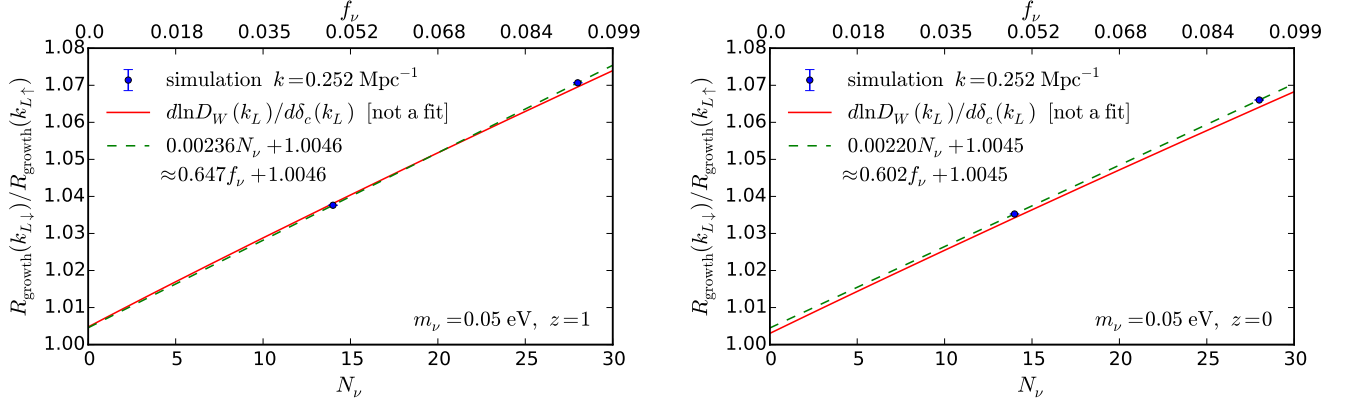 f_ν
0.0 0.018 0.035 0.052 0.067 0.084 0.099
1.08
1.07
1.06
1.05
1.04
1.03
1.02
1.01
1.00
R_growth(k_L↓)/R_growth(k_L↑)
simulation k=0.252 Mpc⁻¹
dlnD_W(k_L)/dδ_c(k_L) [not a fit]
0.00236N_ν+1.0046
≈0.647f_ν+1.0046
m_ν=0.05 eV, z=1
0 5 10 15 20 25 30
N_ν
f_ν
0.0 0.018 0.035 0.052 0.067 0.084 0.099
1.08
1.07
1.06
1.05
1.04
1.03
1.02
1.01
1.00
R_growth(k_L↓)/R_growth(k_L↑)
simulation k=0.252 Mpc⁻¹
dlnD_W(k_L)/dδ_c(k_L) [not a fit]
0.00220N_ν+1.0045
≈0.602f_ν+1.0045
m_ν=0.05 eV, z=0
0 5 10 15 20 25 30
N_ν